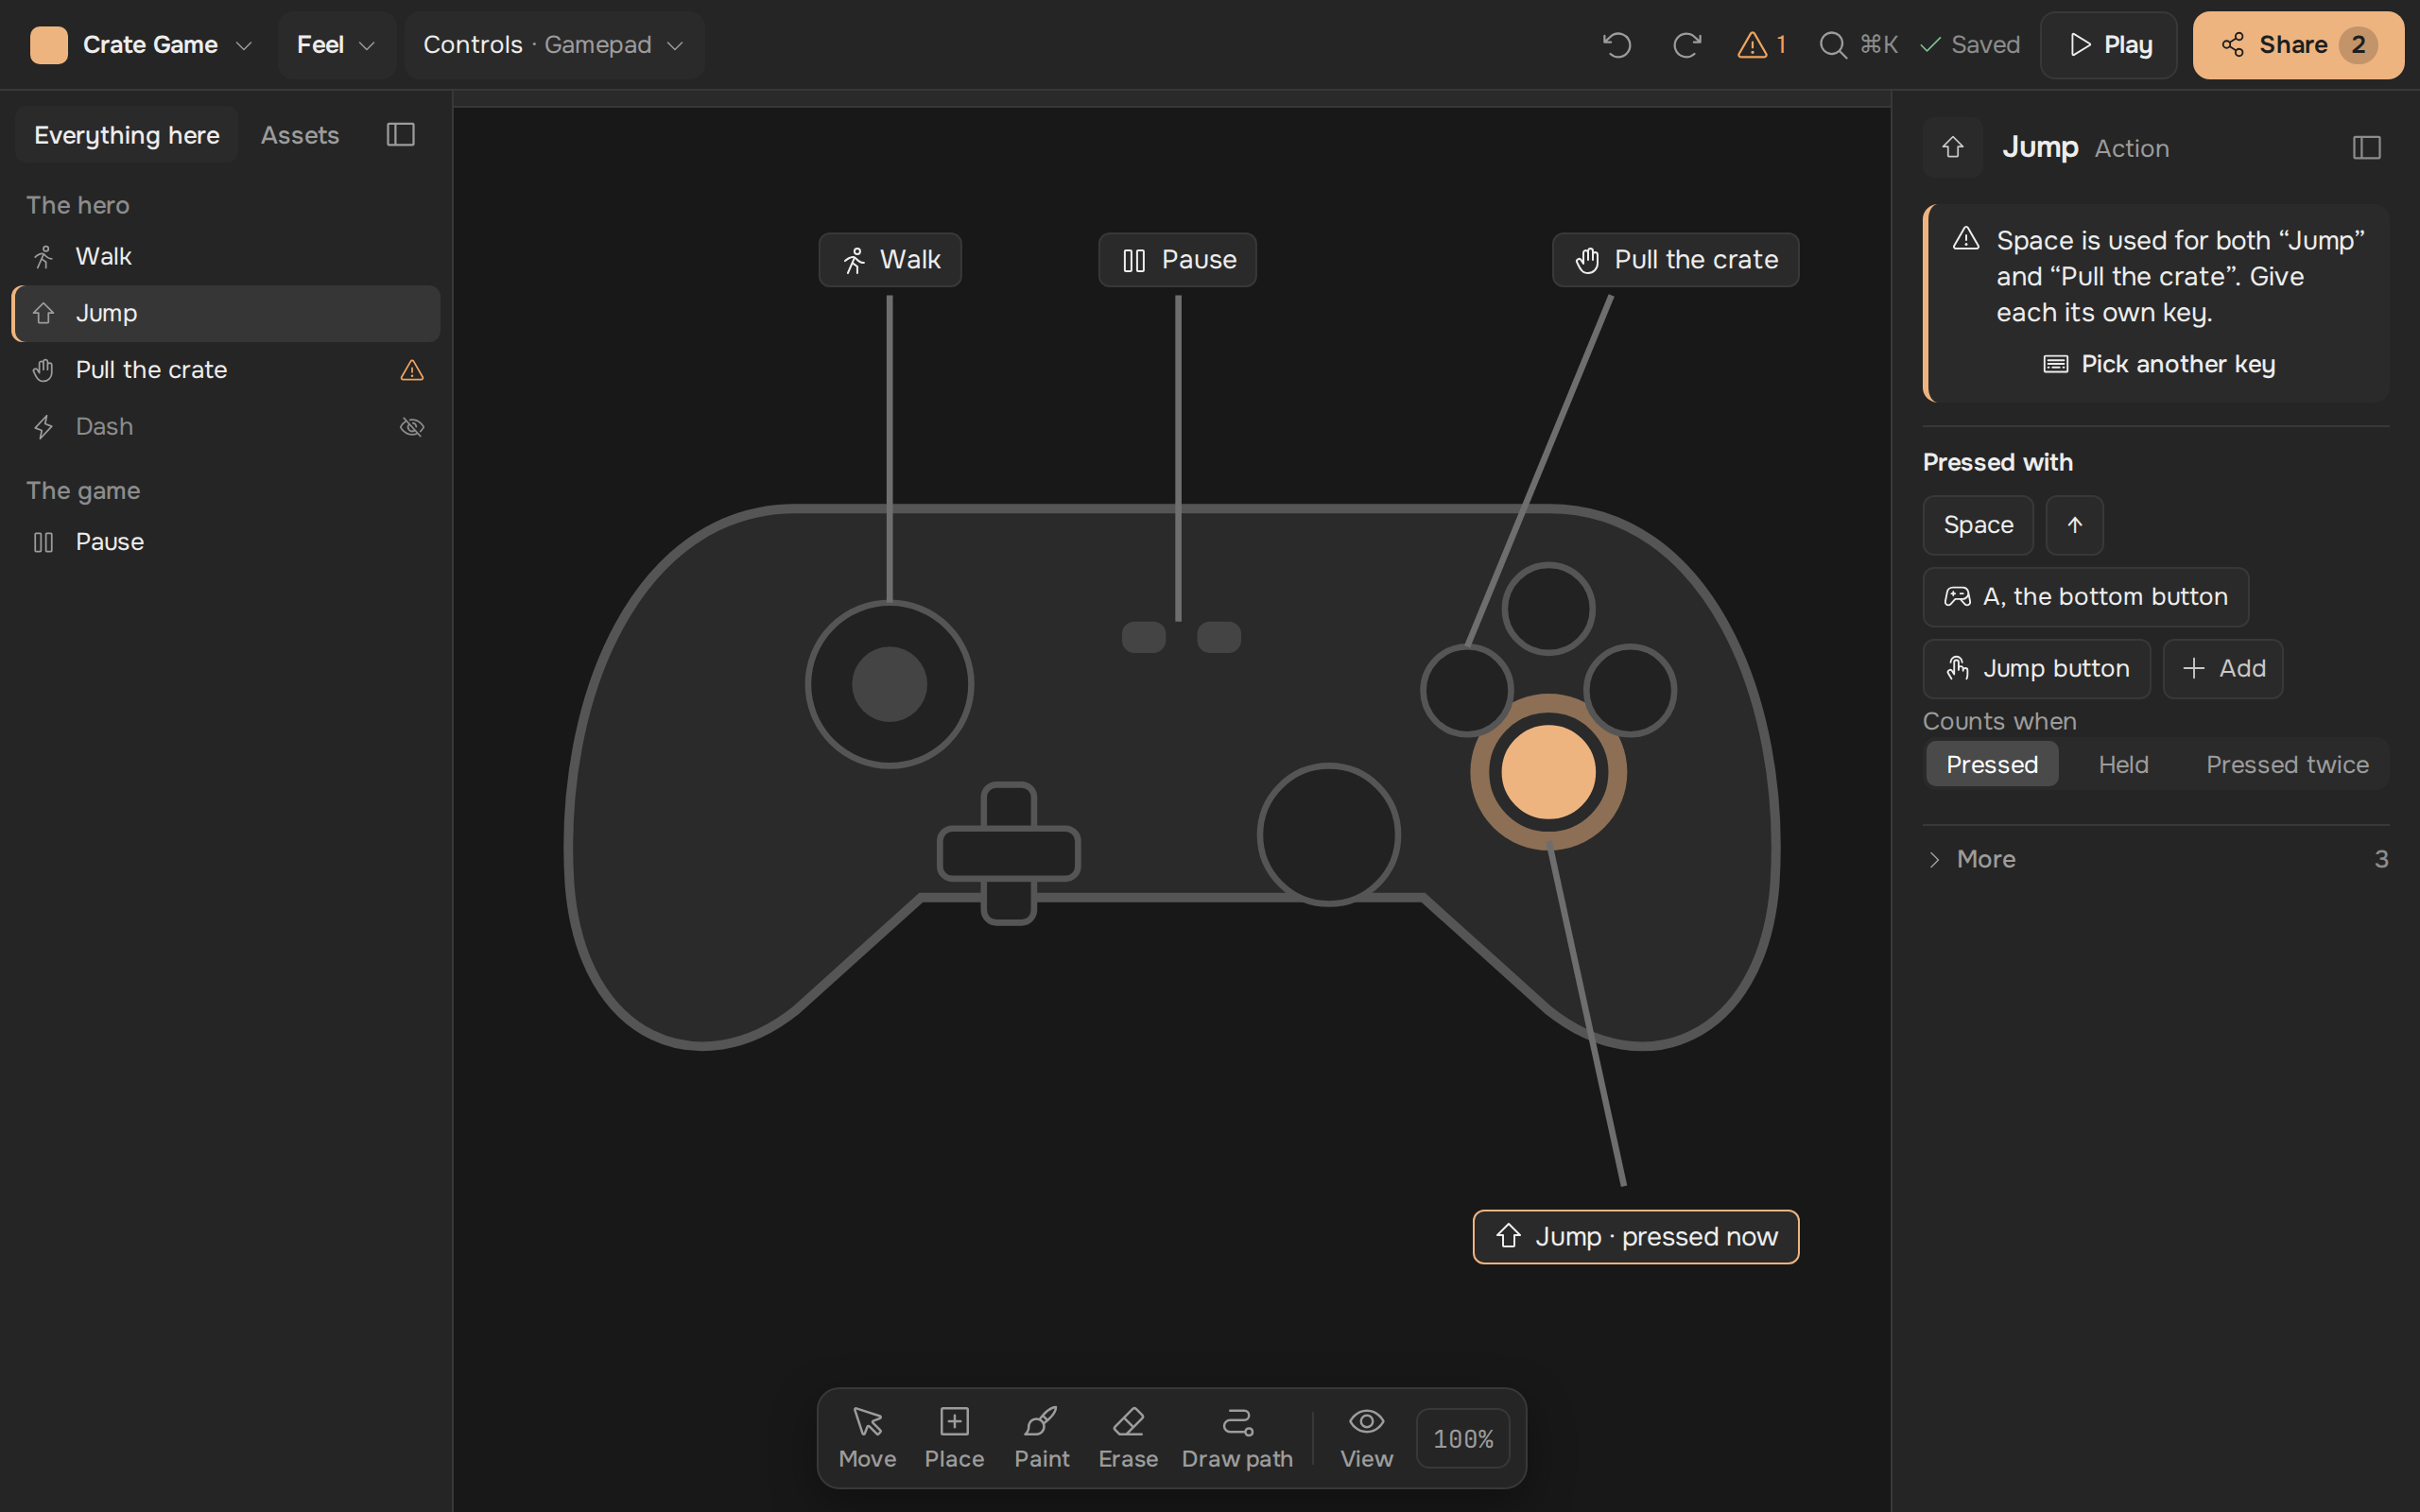 Crate Game
Feel
Controls · Gamepad
1
⌘K
Saved
Play
Share 2
Everything here
Assets
The hero
Walk
Jump
Pull the crate
Dash
The game
Pause
Walk
Pause
Pull the crate
Jump · pressed now
Move
Place
Paint
Erase
Draw path
View
100%
Jump Action
Space is used for both “Jump”
and “Pull the crate”. Give
each its own key.
Pick another key
Pressed with
Space
↑
A, the bottom button
Jump button
Add
Counts when
Pressed
Held
Pressed twice
More
3